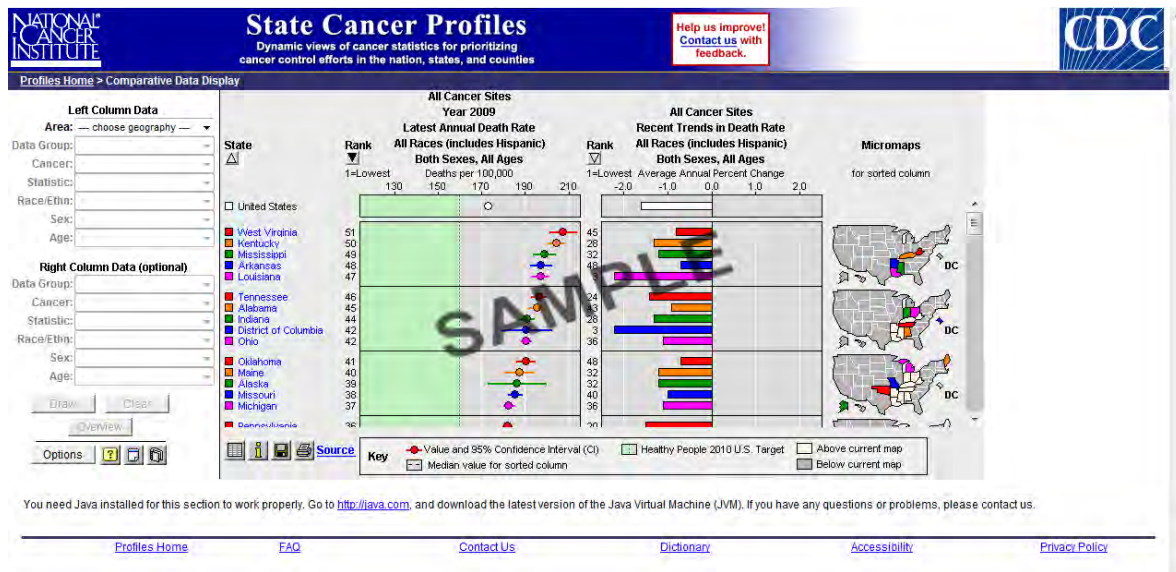 NATIONAL
CANCER
INSTITUTE
State Cancer Profiles
Dynamic views of cancer statistics for prioritizing
cancer control efforts in the nation, states, and counties
Help us improve!
Contact us with
feedback.
CDC
Profiles Home > Comparative Data Display
Left Column Data
Area: — choose geography —
Data Group:
Cancer:
Statistic:
Race/Ethn:
Sex:
Age:
Right Column Data (optional)
Data Group:
Cancer:
Statistic:
Race/Ethn:
Sex:
Age:
Draw Clear
Overview
Options
All Cancer Sites
Year 2009
Latest Annual Death Rate
All Races (includes Hispanic)
Both Sexes, All Ages
Deaths per 100,000
All Cancer Sites
Recent Trends in Death Rate
All Races (includes Hispanic)
Both Sexes, All Ages
Average Annual Percent Change
Micromaps
for sorted column
State Rank Rank
1=Lowest 1=Lowest
130 150 170 190 210 -2.0 -1.0 0.0 1.0 2.0
United States
West Virginia 51 45
Kentucky 50 28
Mississippi 49 32
Arkansas 48 48
Louisiana 47
DC
Tennessee 46 24
Alabama 45
Indiana 44 28
District of Columbia 42 3
Ohio 42 36
DC
Oklahoma 41 48
Maine 40 32
Alaska 39 32
Missouri 38 40
Michigan 37 36
DC
Pennsylvania 36 20
SAMPLE
Source
Key
Value and 95% Confidence Interval (CI)
Healthy People 2010 U.S. Target
Above current map
Median value for sorted column
Below current map
You need Java installed for this section to work properly. Go to http://java.com, and download the latest version of the Java Virtual Machine (JVM). If you have any questions or problems, please contact us.
Profiles Home FAQ Contact Us Dictionary Accessibility Privacy Policy